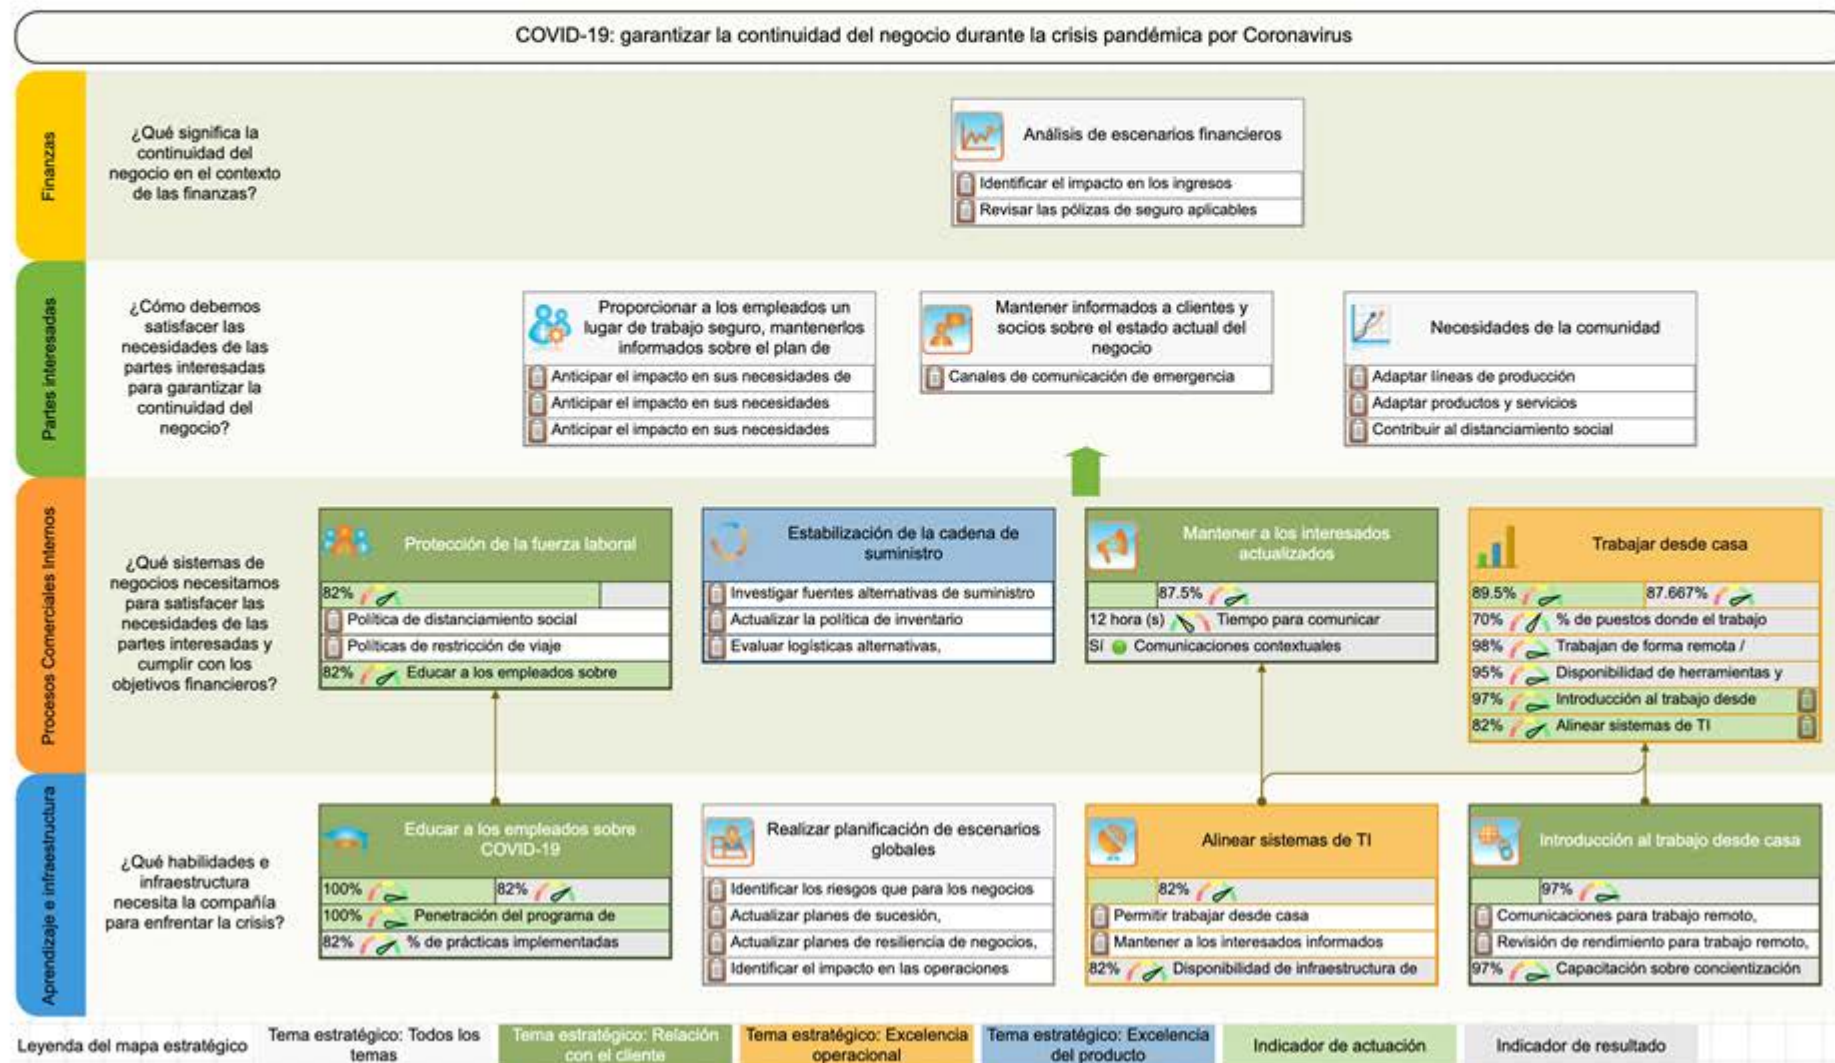 COVID-19: garantizar la continuidad del negocio durante la crisis pandémica por Coronavirus
Finanzas
¿Qué significa la
continuidad del
negocio en el contexto
de las finanzas?
Análisis de escenarios financieros
Identificar el impacto en los ingresos
Revisar las pólizas de seguro aplicables
Partes interesadas
¿Cómo debemos
satisfacer las
necesidades de las
partes interesadas
para garantizar la
continuidad del
negocio?
Proporcionar a los empleados un
lugar de trabajo seguro, mantenerlos
informados sobre el plan de
Anticipar el impacto en sus necesidades de
Anticipar el impacto en sus necesidades
Anticipar el impacto en sus necesidades
Mantener informados a clientes y
socios sobre el estado actual del
negocio
Canales de comunicación de emergencia
Necesidades de la comunidad
Adaptar líneas de producción
Adaptar productos y servicios
Contribuir al distanciamiento social
Procesos Comerciales Internos
¿Qué sistemas de
negocios necesitamos
para satisfacer las
necesidades de las
partes interesadas y
cumplir con los
objetivos financieros?
Protección de la fuerza laboral
82%
Política de distanciamiento social
Políticas de restricción de viaje
82% Educar a los empleados sobre
Estabilización de la cadena de
suministro
Investigar fuentes alternativas de suministro
Actualizar la política de inventario
Evaluar logísticas alternativas,
Mantener a los interesados
actualizados
87.5%
12 hora (s) Tiempo para comunicar
Sí Comunicaciones contextuales
Trabajar desde casa
89.5% 87.667%
70% % de puestos donde el trabajo
98% Trabajan de forma remota /
95% Disponibilidad de herramientas y
97% Introducción al trabajo desde
82% Alinear sistemas de TI
Aprendizaje e infraestructura
¿Qué habilidades e
infraestructura
necesita la compañía
para enfrentar la crisis?
Educar a los empleados sobre
COVID-19
100% 82%
100% Penetración del programa de
82% % de prácticas implementadas
Realizar planificación de escenarios
globales
Identificar los riesgos que para los negocios
Actualizar planes de sucesión,
Actualizar planes de resiliencia de negocios,
Identificar el impacto en las operaciones
Alinear sistemas de TI
82%
Permitir trabajar desde casa
Mantener a los interesados informados
82% Disponibilidad de infraestructura de
Introducción al trabajo desde casa
97%
Comunicaciones para trabajo remoto,
Revisión de rendimiento para trabajo remoto,
97% Capacitación sobre concientización
Leyenda del mapa estratégico
Tema estratégico: Todos los
temas
Tema estratégico: Relación
con el cliente
Tema estratégico: Excelencia
operacional
Tema estratégico: Excelencia
del producto
Indicador de actuación
Indicador de resultado